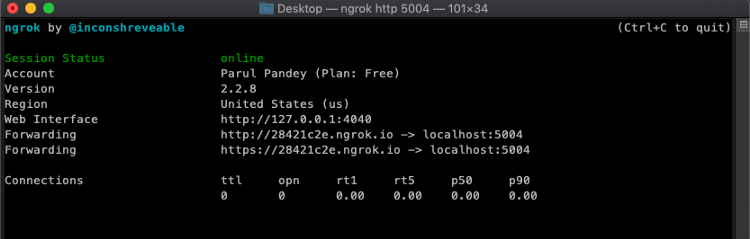 Desktop — ngrok http 5004 — 101×34
ngrok by @inconshreveable (Ctrl+C to quit)
Session Status online
Account Parul Pandey (Plan: Free)
Version 2.2.8
Region United States (us)
Web Interface http://127.0.0.1:4040
Forwarding http://28421c2e.ngrok.io -> localhost:5004
Forwarding https://28421c2e.ngrok.io -> localhost:5004
Connections ttl opn rt1 rt5 p50 p90
0 0 0.00 0.00 0.00 0.00